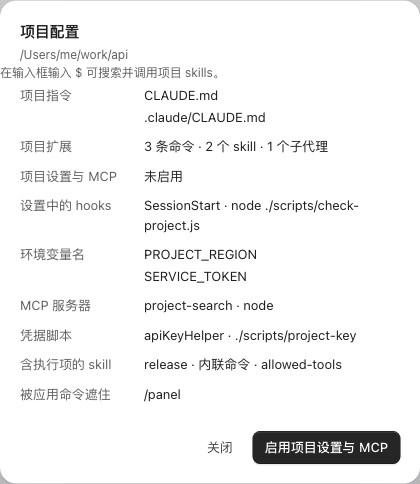 项目配置
/Users/me/work/api
在输入框输入 $ 可搜索并调用项目 skills。
项目指令 CLAUDE.md
.claude/CLAUDE.md
项目扩展 3 条命令 · 2 个 skill · 1 个子代理
项目设置与 MCP 未启用
设置中的 hooks SessionStart · node ./scripts/check-
project.js
环境变量名 PROJECT_REGION
SERVICE_TOKEN
MCP 服务器 project-search · node
凭据脚本 apiKeyHelper · ./scripts/project-key
含执行项的 skill release · 内联命令 · allowed-tools
被应用命令遮住 /panel
关闭 启用项目设置与 MCP